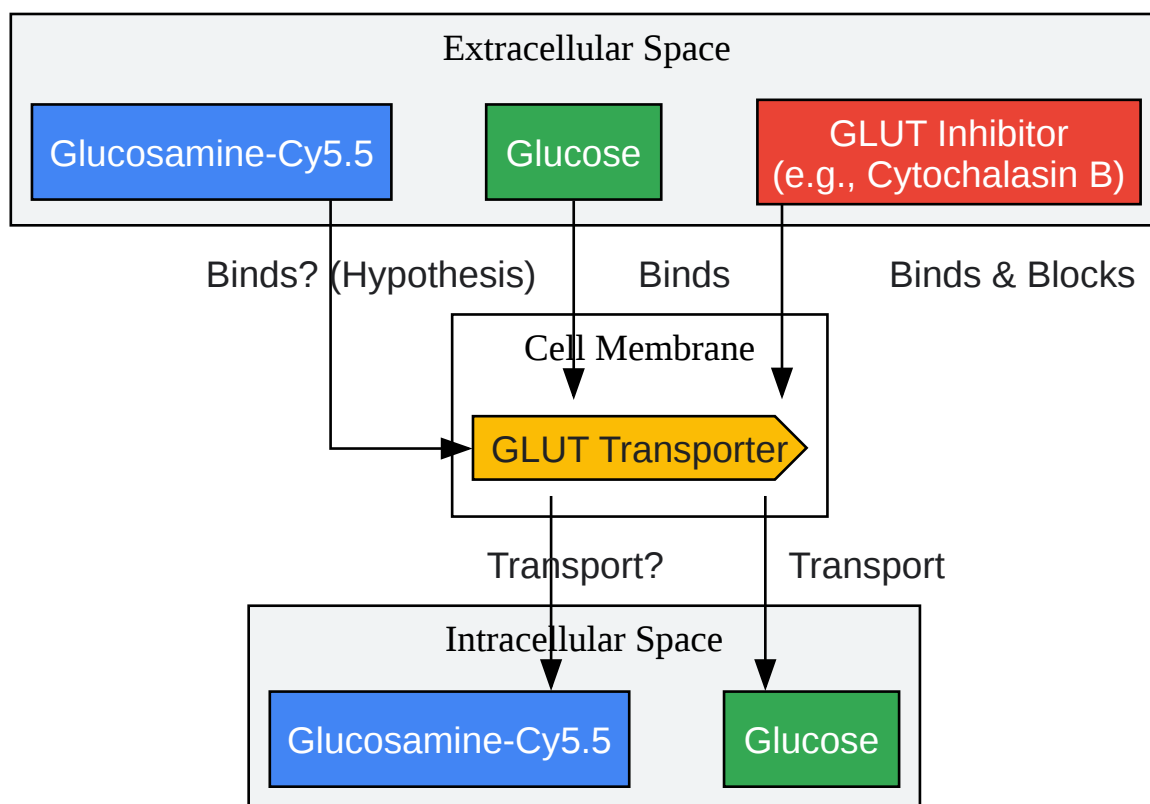 Extracellular Space
Glucosamine-Cy5.5
Glucose
GLUT Inhibitor
(e.g., Cytochalasin B)
Binds? (Hypothesis)
Binds
Binds & Blocks
Cell Membrane
GLUT Transporter
Transport?
Transport
Intracellular Space
Glucosamine-Cy5.5
Glucose